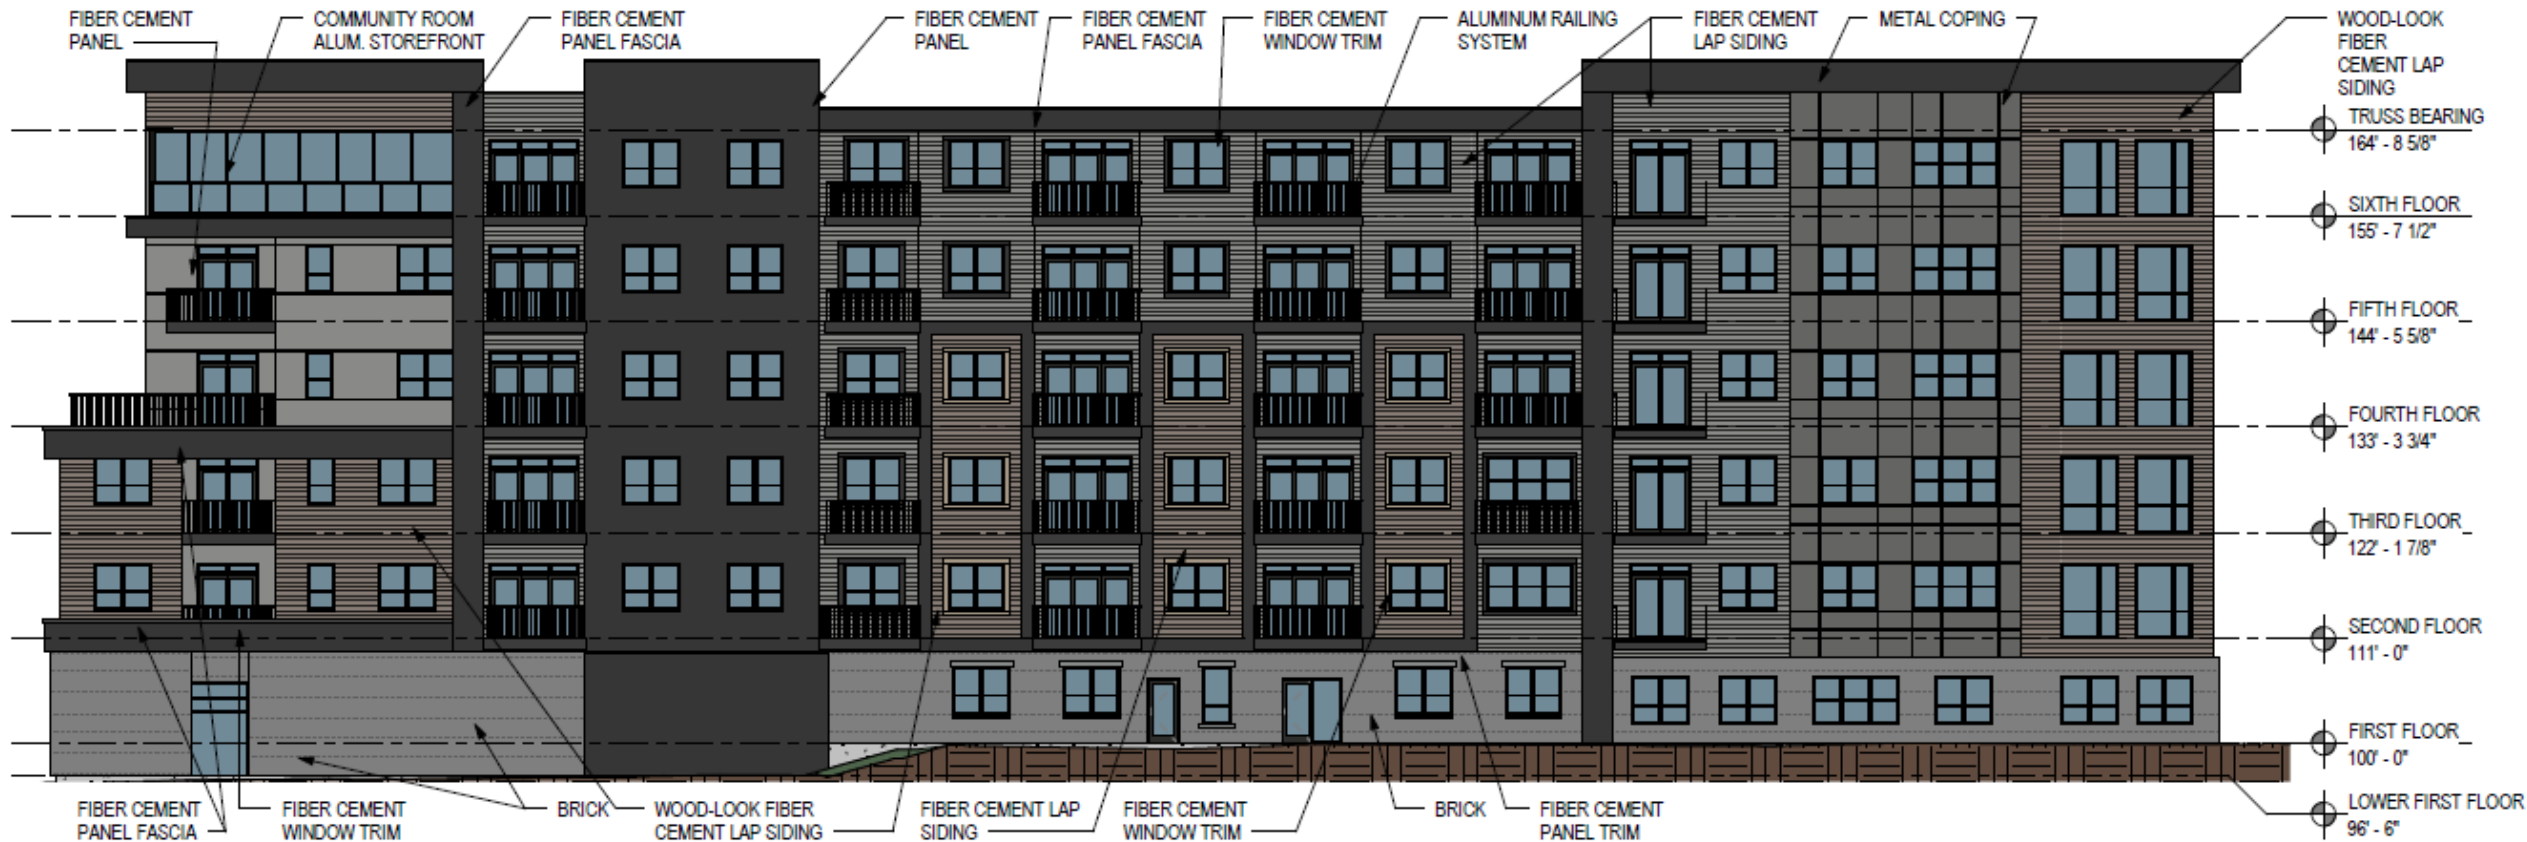 FIBER CEMENT
PANEL
COMMUNITY ROOM
ALUM. STOREFRONT
FIBER CEMENT
PANEL FASCIA
FIBER CEMENT
PANEL
FIBER CEMENT
PANEL FASCIA
FIBER CEMENT
WINDOW TRIM
ALUMINUM RAILING
SYSTEM
FIBER CEMENT
LAP SIDING
METAL COPING
WOOD-LOOK
FIBER
CEMENT LAP
SIDING
TRUSS BEARING
164' - 8 5/8"
SIXTH FLOOR
155' - 7 1/2"
FIFTH FLOOR
144' - 5 5/8"
FOURTH FLOOR
133' - 3 3/4"
THIRD FLOOR
122' - 1 7/8"
SECOND FLOOR
111' - 0"
FIRST FLOOR
100' - 0"
LOWER FIRST FLOOR
96' - 6"
FIBER CEMENT
PANEL FASCIA
FIBER CEMENT
WINDOW TRIM
BRICK
WOOD-LOOK FIBER
CEMENT LAP SIDING
FIBER CEMENT LAP
SIDING
FIBER CEMENT
WINDOW TRIM
BRICK
FIBER CEMENT
PANEL TRIM